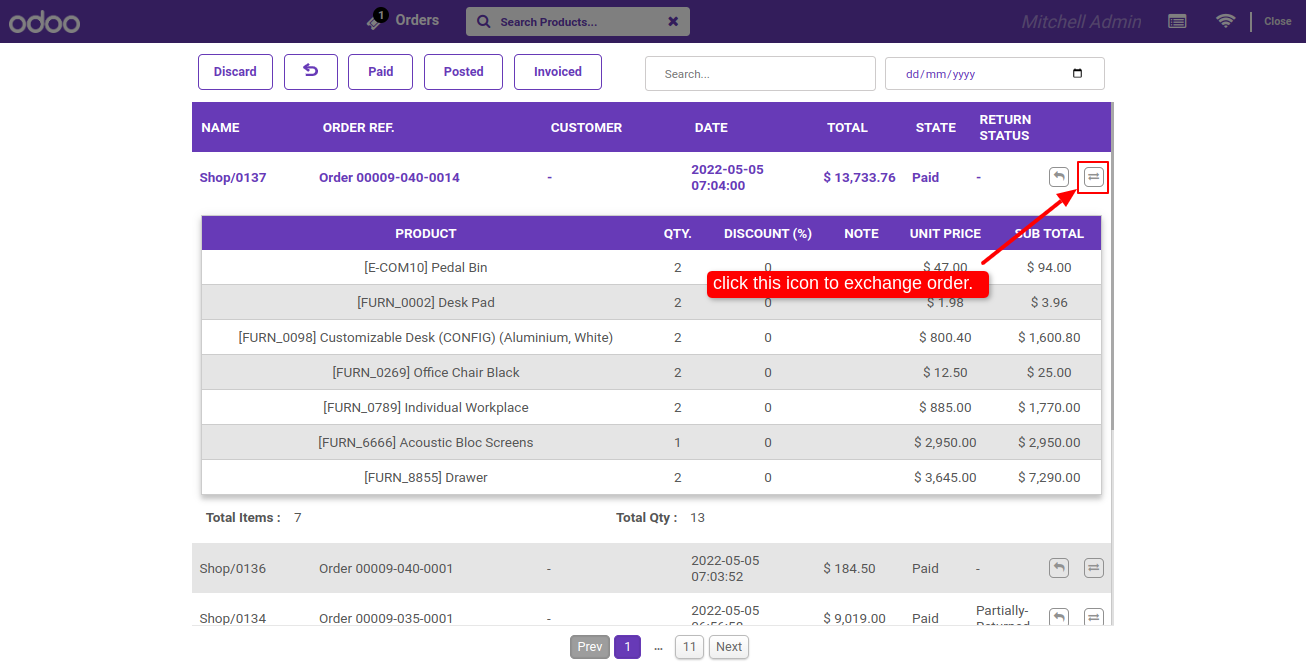 odoo 1 Orders Search Products... Mitchell Admin Close
Discard Paid Posted Invoiced Search... dd/mm/yyyy
NAME ORDER REF. CUSTOMER DATE TOTAL STATE RETURN STATUS
Shop/0137 Order 00009-040-0014 - 2022-05-05 07:04:00 $ 13,733.76 Paid -
PRODUCT QTY. DISCOUNT (%) NOTE UNIT PRICE SUB TOTAL
[E-COM10] Pedal Bin 2 0 $ 47.00 $ 94.00
click this icon to exchange order.
[FURN_0002] Desk Pad 2 0 $ 1.98 $ 3.96
[FURN_0098] Customizable Desk (CONFIG) (Aluminium, White) 2 0 $ 800.40 $ 1,600.80
[FURN_0269] Office Chair Black 2 0 $ 12.50 $ 25.00
[FURN_0789] Individual Workplace 2 0 $ 885.00 $ 1,770.00
[FURN_6666] Acoustic Bloc Screens 1 0 $ 2,950.00 $ 2,950.00
[FURN_8855] Drawer 2 0 $ 3,645.00 $ 7,290.00
Total Items : 7 Total Qty : 13
Shop/0136 Order 00009-040-0001 - 2022-05-05 07:03:52 $ 184.50 Paid -
Shop/0134 Order 00009-035-0001 - 2022-05-05 $ 9,019.00 Paid Partially-
Prev 1 ... 11 Next